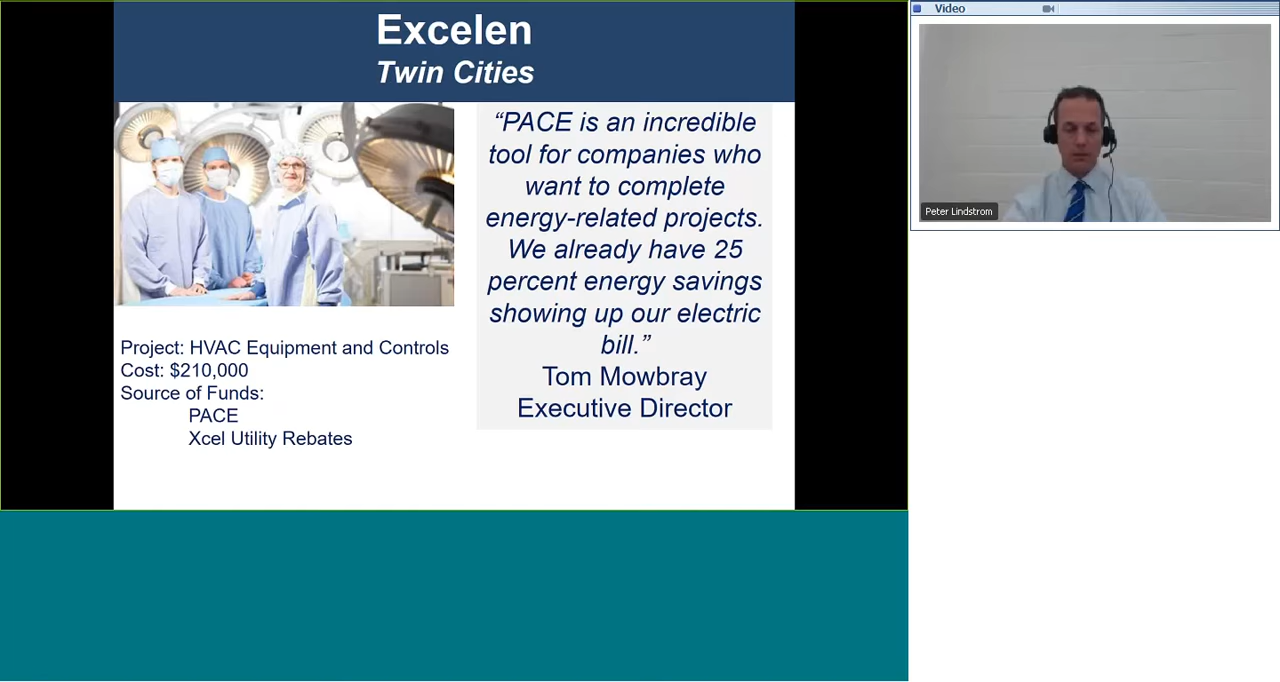 Excelen
Twin Cities
“PACE is an incredible
tool for companies who
want to complete
energy-related projects.
We already have 25
percent energy savings
showing up our electric
bill.”
Tom Mowbray
Executive Director
Project: HVAC Equipment and Controls
Cost: $210,000
Source of Funds:
PACE
Xcel Utility Rebates
Video
Peter Lindstrom